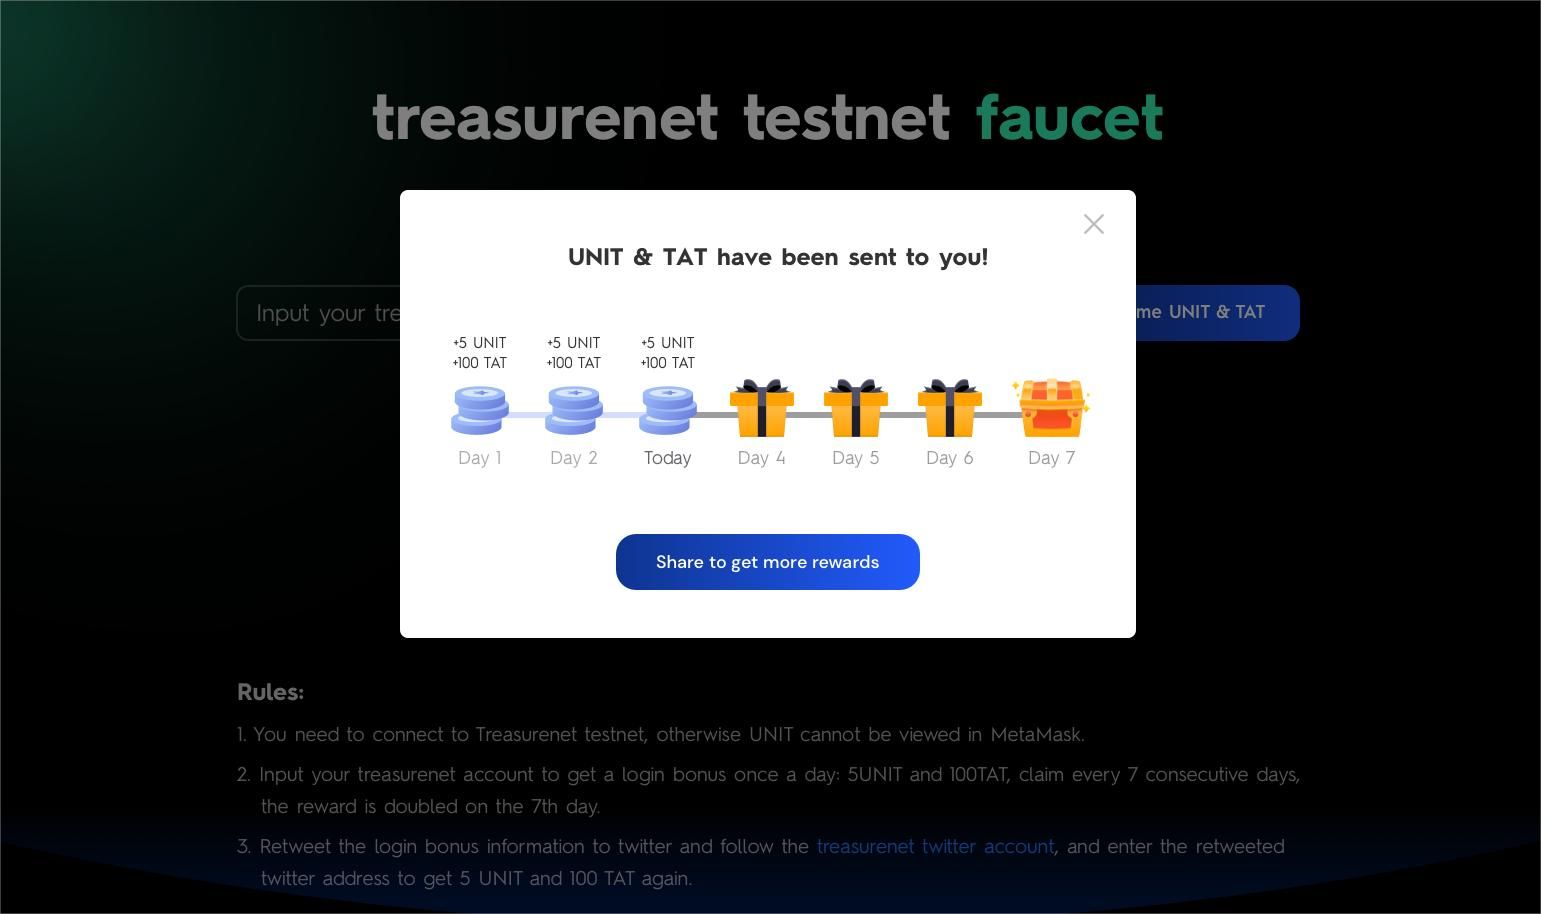 treasurenet testnet faucet
UNIT & TAT have been sent to you!
Input your tre
me UNIT & TAT
+5 UNIT +5 UNIT +5 UNIT
+100 TAT +100 TAT +100 TAT
Day 1 Day 2 Today Day 4 Day 5 Day 6 Day 7
Share to get more rewards
Rules:
1. You need to connect to Treasurenet testnet, otherwise UNIT cannot be viewed in MetaMask.
2. Input your treasurenet account to get a login bonus once a day: 5UNIT and 100TAT, claim every 7 consecutive days,
the reward is doubled on the 7th day.
3. Retweet the login bonus information to twitter and follow the treasurenet twitter account, and enter the retweeted
twitter address to get 5 UNIT and 100 TAT again.